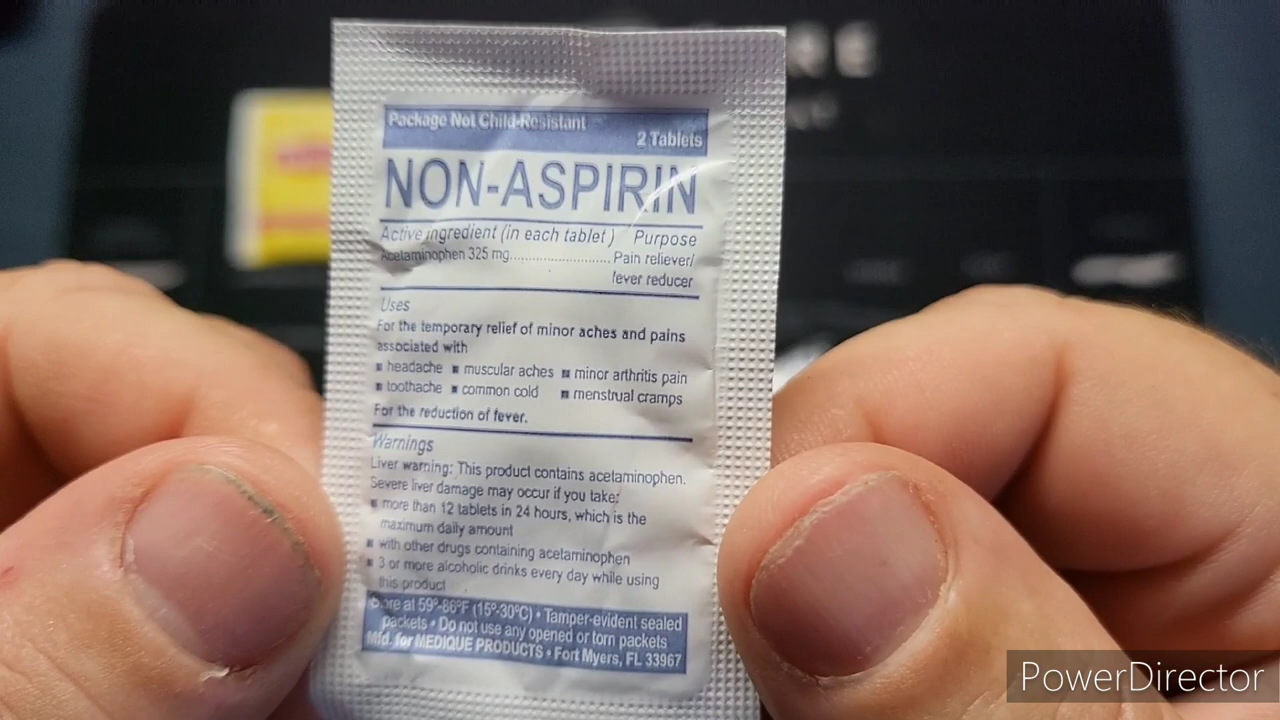 Package Not Child-Resistant
2 Tablets
NON-ASPIRIN
Active ingredient (in each tablet) Purpose
Acetaminophen 325 mg.......................... Pain reliever/
fever reducer
Uses
For the temporary relief of minor aches and pains
associated with
▪ headache ▪ muscular aches ▪ minor arthritis pain
▪ toothache ▪ common cold ▪ menstrual cramps
For the reduction of fever.
Warnings
Liver warning: This product contains acetaminophen.
Severe liver damage may occur if you take:
▪ more than 12 tablets in 24 hours, which is the
maximum daily amount
▪ with other drugs containing acetaminophen
▪ 3 or more alcoholic drinks every day while using
this product
Store at 59°-86°F (15°-30°C) • Tamper-evident sealed
packets • Do not use any opened or torn packets
Mfd. for MEDIQUE PRODUCTS • Fort Myers, FL 33967
PowerDirector